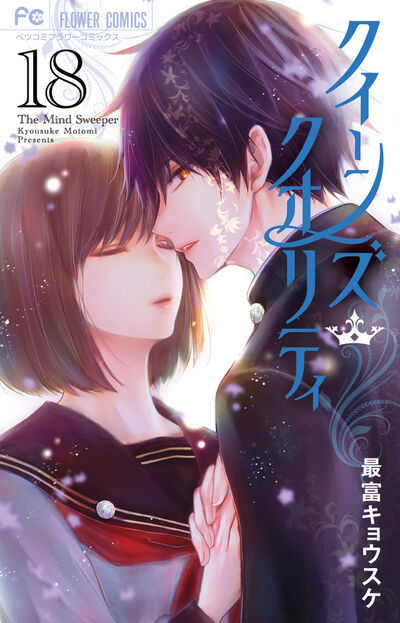 FC FLOWER COMICS
ベツコミフラワーコミックス
18
The Mind Sweeper
Kyousuke Motomi
Presents
クイーンズ
クオリティ
最富キョウスケ